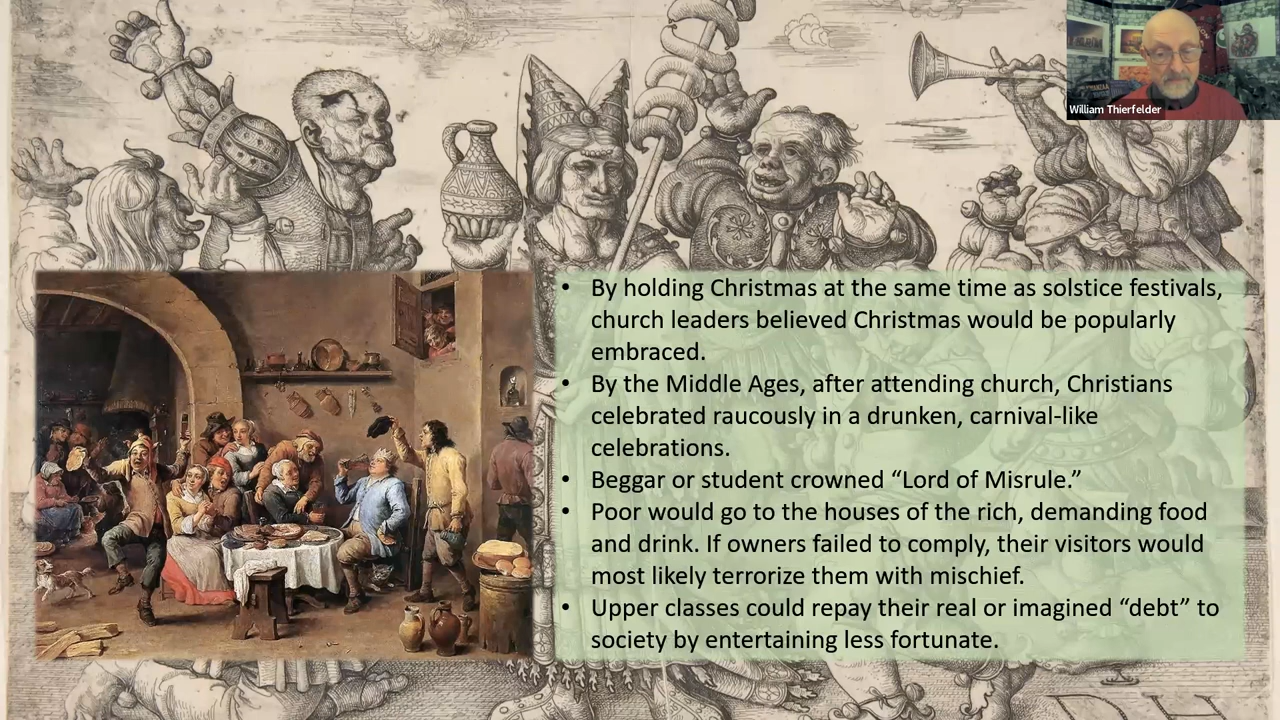 William Thierfelder
• By holding Christmas at the same time as solstice festivals,
church leaders believed Christmas would be popularly
embraced.
• By the Middle Ages, after attending church, Christians
celebrated raucously in a drunken, carnival-like
celebrations.
• Beggar or student crowned “Lord of Misrule.”
• Poor would go to the houses of the rich, demanding food
and drink. If owners failed to comply, their visitors would
most likely terrorize them with mischief.
• Upper classes could repay their real or imagined “debt” to
society by entertaining less fortunate.
DH